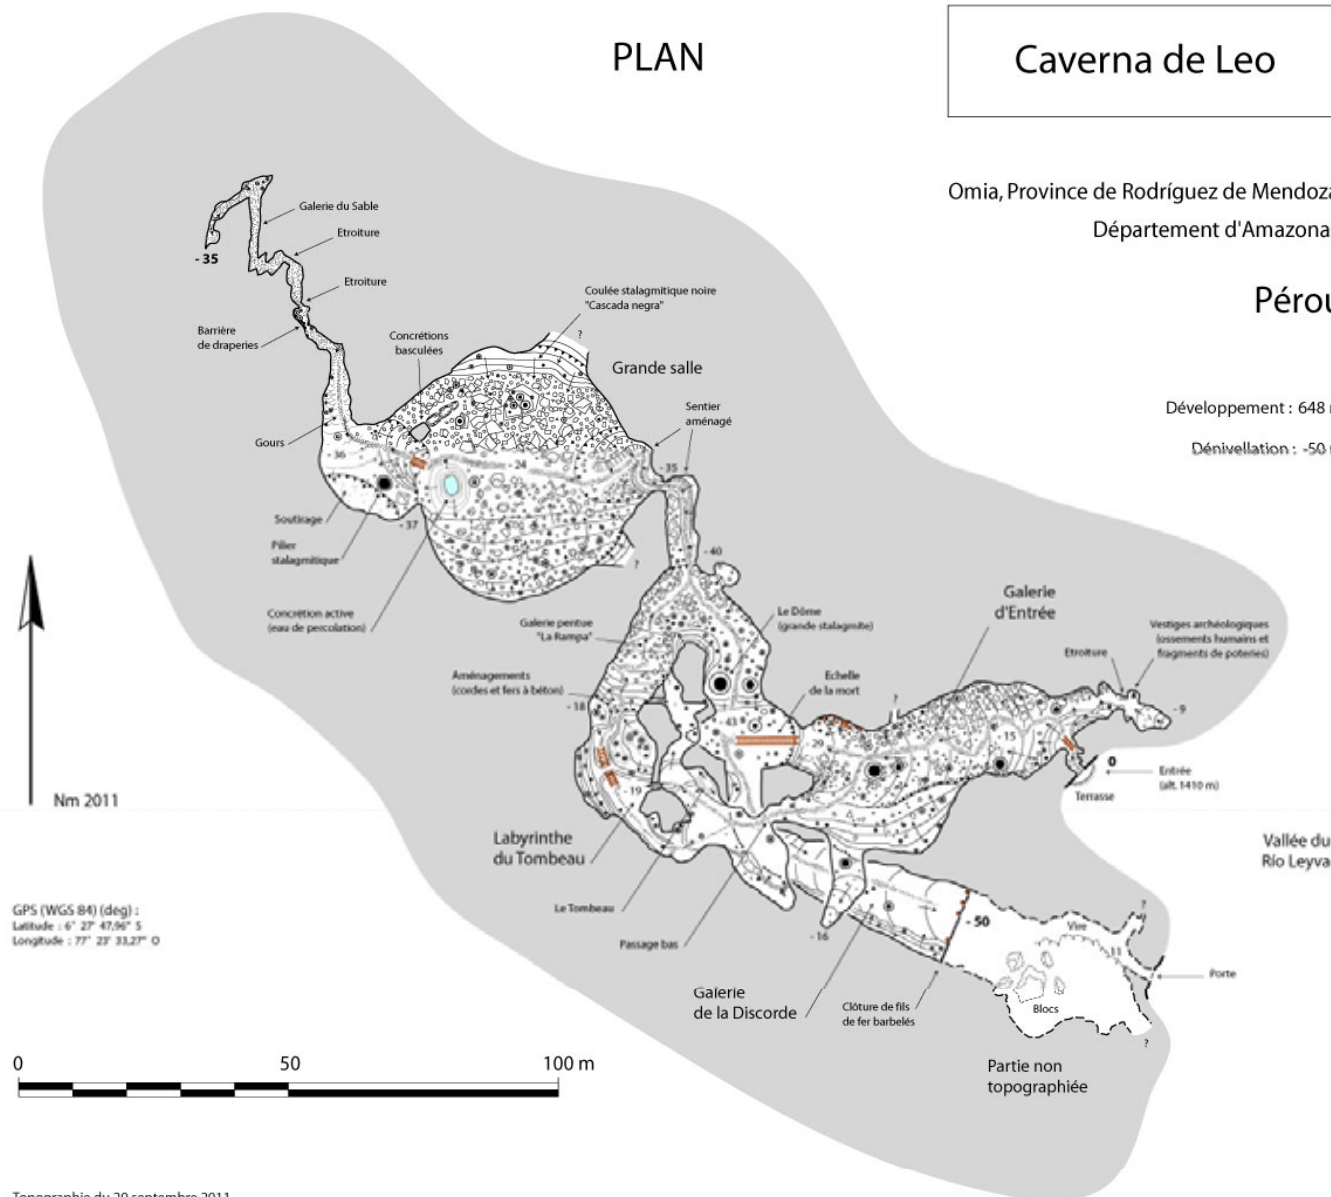 PLAN
Caverna de Leo
Omia, Province de Rodríguez de Mendoza
Département d'Amazona
Pérou
Développement : 648
Dénivellation : -50
Galerie du Sable
Etroiture
- 35
Etroiture
Barrière
de draperies
Concrétions
basculées
Coulée stalagmitique noire
"Cascada negra"
?
Grande salle
Sentier
aménagé
Gours
36
- 24
- 35
Soutirage
- 37
Pilier
stalagmitique
?
- 40
Concrétion active
(eau de percolation)
Galerie pentue
"La Rampa"
Le Dôme
(grande stalagmite)
Galerie
d'Entrée
Vestiges archéologiques
(ossements humains et
fragments de poteries)
Etroiture
Aménagements
(cordes et fers à béton)
Echelle
de la mort
?
- 18
- 43
29
15
- 9
0
Entrée
(alt. 1410 m)
Terrasse
19
Nm 2011
Labyrinthe
du Tombeau
Vallée du
Río Leyva
Le Tombeau
Passage bas
- 16
- 50
GPS (WGS 84) (deg) :
Latitude : 6° 27' 47,96" S
Longitude : 77° 23' 33,27" O
?
Vire
11
Porte
Galerie
de la Discorde
Clôture de fils
de fer barbelés
Blocs
?
Partie non
topographiée
0 50 100 m
Topographie du 20 septembre 2011